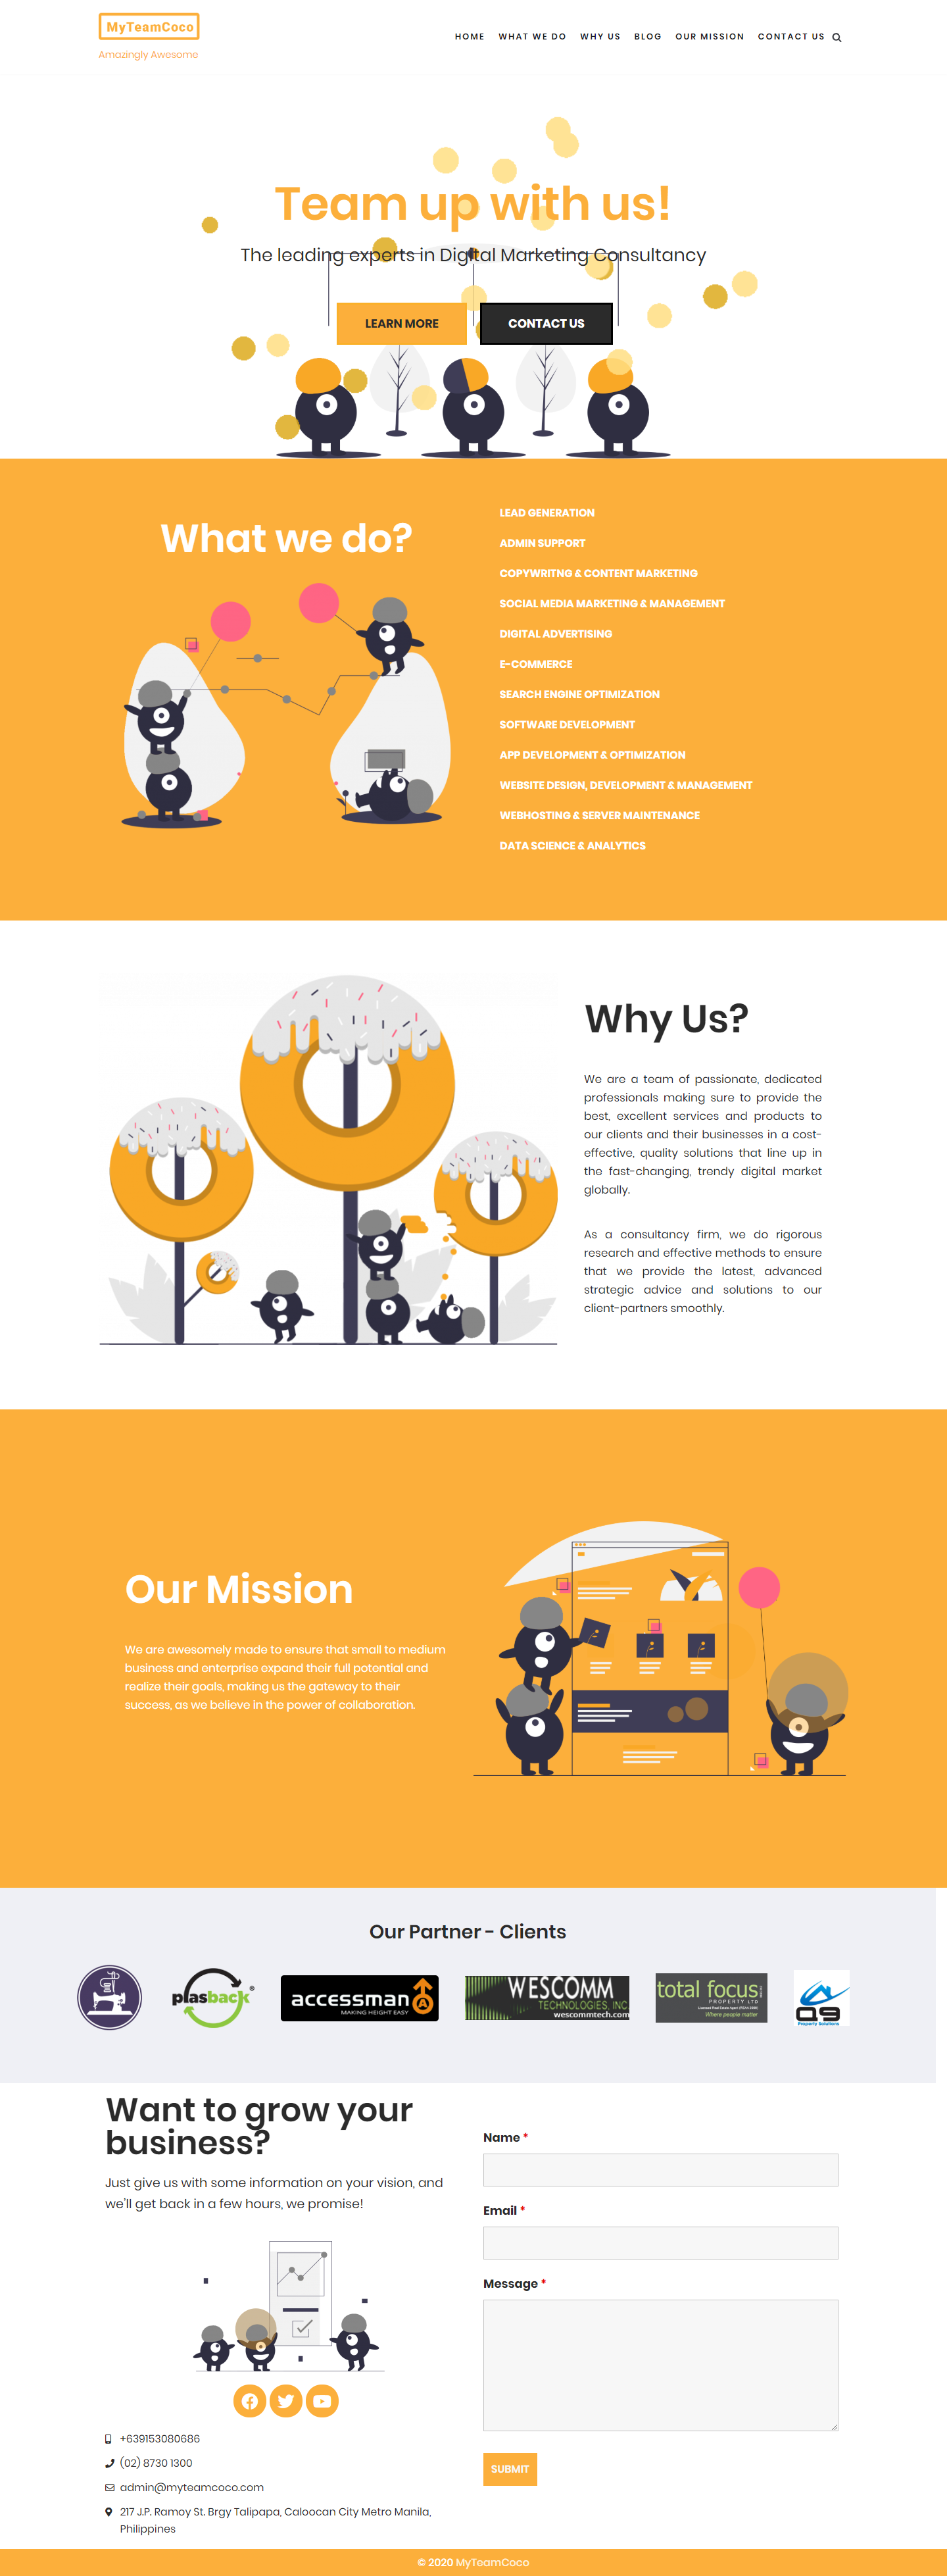 MyTeamCoco
Amazingly Awesome
HOME WHAT WE DO WHY US BLOG OUR MISSION CONTACT US
Team up with us!
The leading experts in Digital Marketing Consultancy
LEARN MORE
CONTACT US
What we do?
LEAD GENERATION
ADMIN SUPPORT
COPYWRITNG & CONTENT MARKETING
SOCIAL MEDIA MARKETING & MANAGEMENT
DIGITAL ADVERTISING
E-COMMERCE
SEARCH ENGINE OPTIMIZATION
SOFTWARE DEVELOPMENT
APP DEVELOPMENT & OPTIMIZATION
WEBSITE DESIGN, DEVELOPMENT & MANAGEMENT
WEBHOSTING & SERVER MAINTENANCE
DATA SCIENCE & ANALYTICS
Why Us?
We are a team of passionate, dedicated
professionals making sure to provide the
best, excellent services and products to
our clients and their businesses in a cost-
effective, quality solutions that line up in
the fast-changing, trendy digital market
globally.
As a consultancy firm, we do rigorous
research and effective methods to ensure
that we provide the latest, advanced
strategic advice and solutions to our
client-partners smoothly.
Our Mission
We are awesomely made to ensure that small to medium
business and enterprise expand their full potential and
realize their goals, making us the gateway to their
success, as we believe in the power of collaboration.
Our Partner - Clients
plasback®
accessman
MAKING HEIGHT EASY
WESCOMM
TECHNOLOGIES, INC.
wescommtech.com
total focus
PROPERTY LTD
Where people matter
Q9
Property Solutions
Want to grow your
business?
Just give us with some information on your vision, and
we'll get back in a few hours, we promise!
+639153080686
(02) 8730 1300
admin@myteamcoco.com
217 J.P. Ramoy St. Brgy Talipapa, Caloocan City Metro Manila,
Philippines
Name *
Email *
Message *
SUBMIT
© 2020 MyTeamCoco